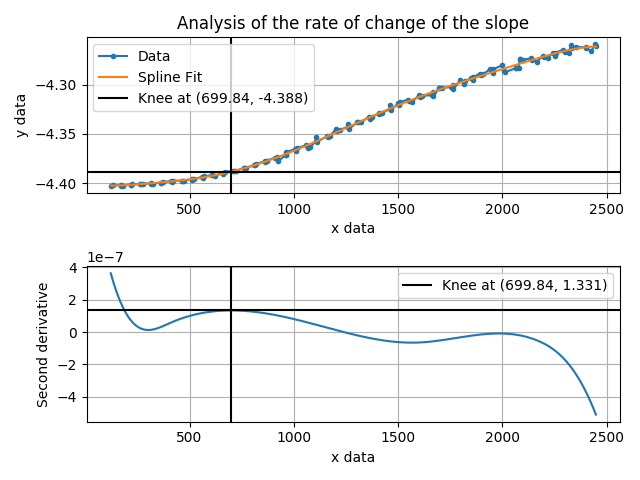 Analysis of the rate of change of the slope
Data
Spline Fit
Knee at (699.84, -4.388)
y data
−4.30
−4.35
−4.40
500 1000 1500 2000 2500
x data
1e−7
Knee at (699.84, 1.331)
Second derivative
4
2
0
−2
−4
500 1000 1500 2000 2500
x data